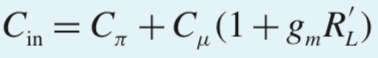 C_in = C_π + C_μ(1 + g_m R'_L)